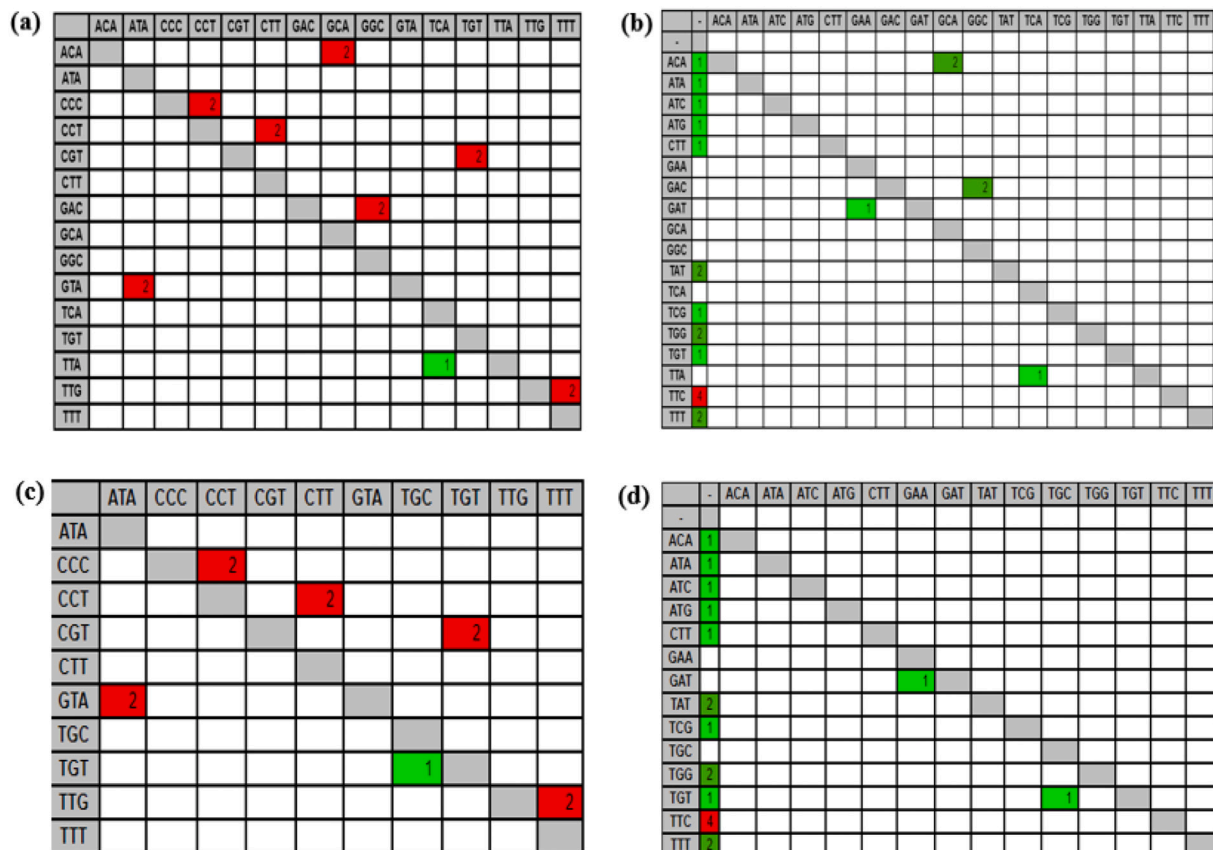 (a)
ACA ATA CCC CCT CGT CTT GAC GCA GGC GTA TCA TGT TTA TTG TTT
ACA 2
ATA
CCC 2
CCT 2
CGT 2
CTT
GAC 2
GCA
GGC
GTA 2
TCA
TGT
TTA 1
TTG 2
TTT
(b)
- ACA ATA ATC ATG CTT GAA GAC GAT GCA GGC TAT TCA TCG TGG TGT TTA TTC TTT
-
ACA 1 2
ATA 1
ATC 1
ATG 1
CTT 1
GAA
GAC 2
GAT 1
GCA
GGC
TAT 2
TCA
TCG 1
TGG 2
TGT 1
TTA 1
TTC 4
TTT 2
(c)
ATA CCC CCT CGT CTT GTA TGC TGT TTG TTT
ATA
CCC 2
CCT 2
CGT 2
CTT
GTA 2
TGC
TGT 1
TTG 2
TTT
(d)
- ACA ATA ATC ATG CTT GAA GAT TAT TCG TGC TGG TGT TTC TTT
-
ACA 1
ATA 1
ATC 1
ATG 1
CTT 1
GAA
GAT 1
TAT 2
TCG 1
TGC
TGG 2
TGT 1 1
TTC 4
TTT 2